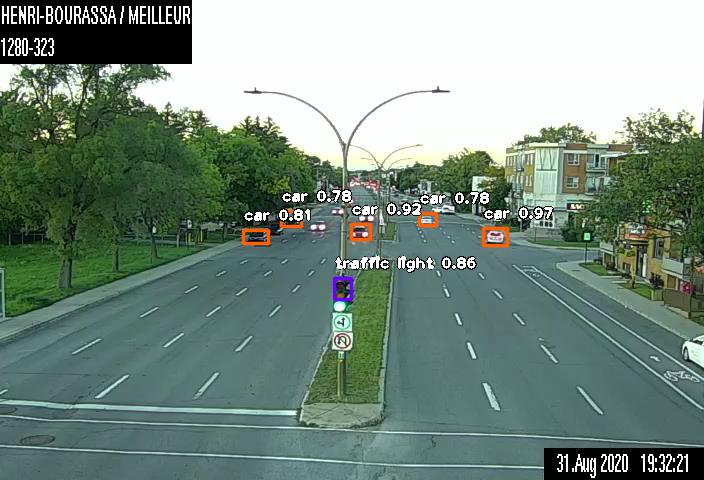 HENRI-BOURASSA / MEILLEUR
1280-323
car 0.78
car 0.78
car 0.81
car 0.92
car 0.97
traffic light 0.86
31.Aug 2020 19:32:21